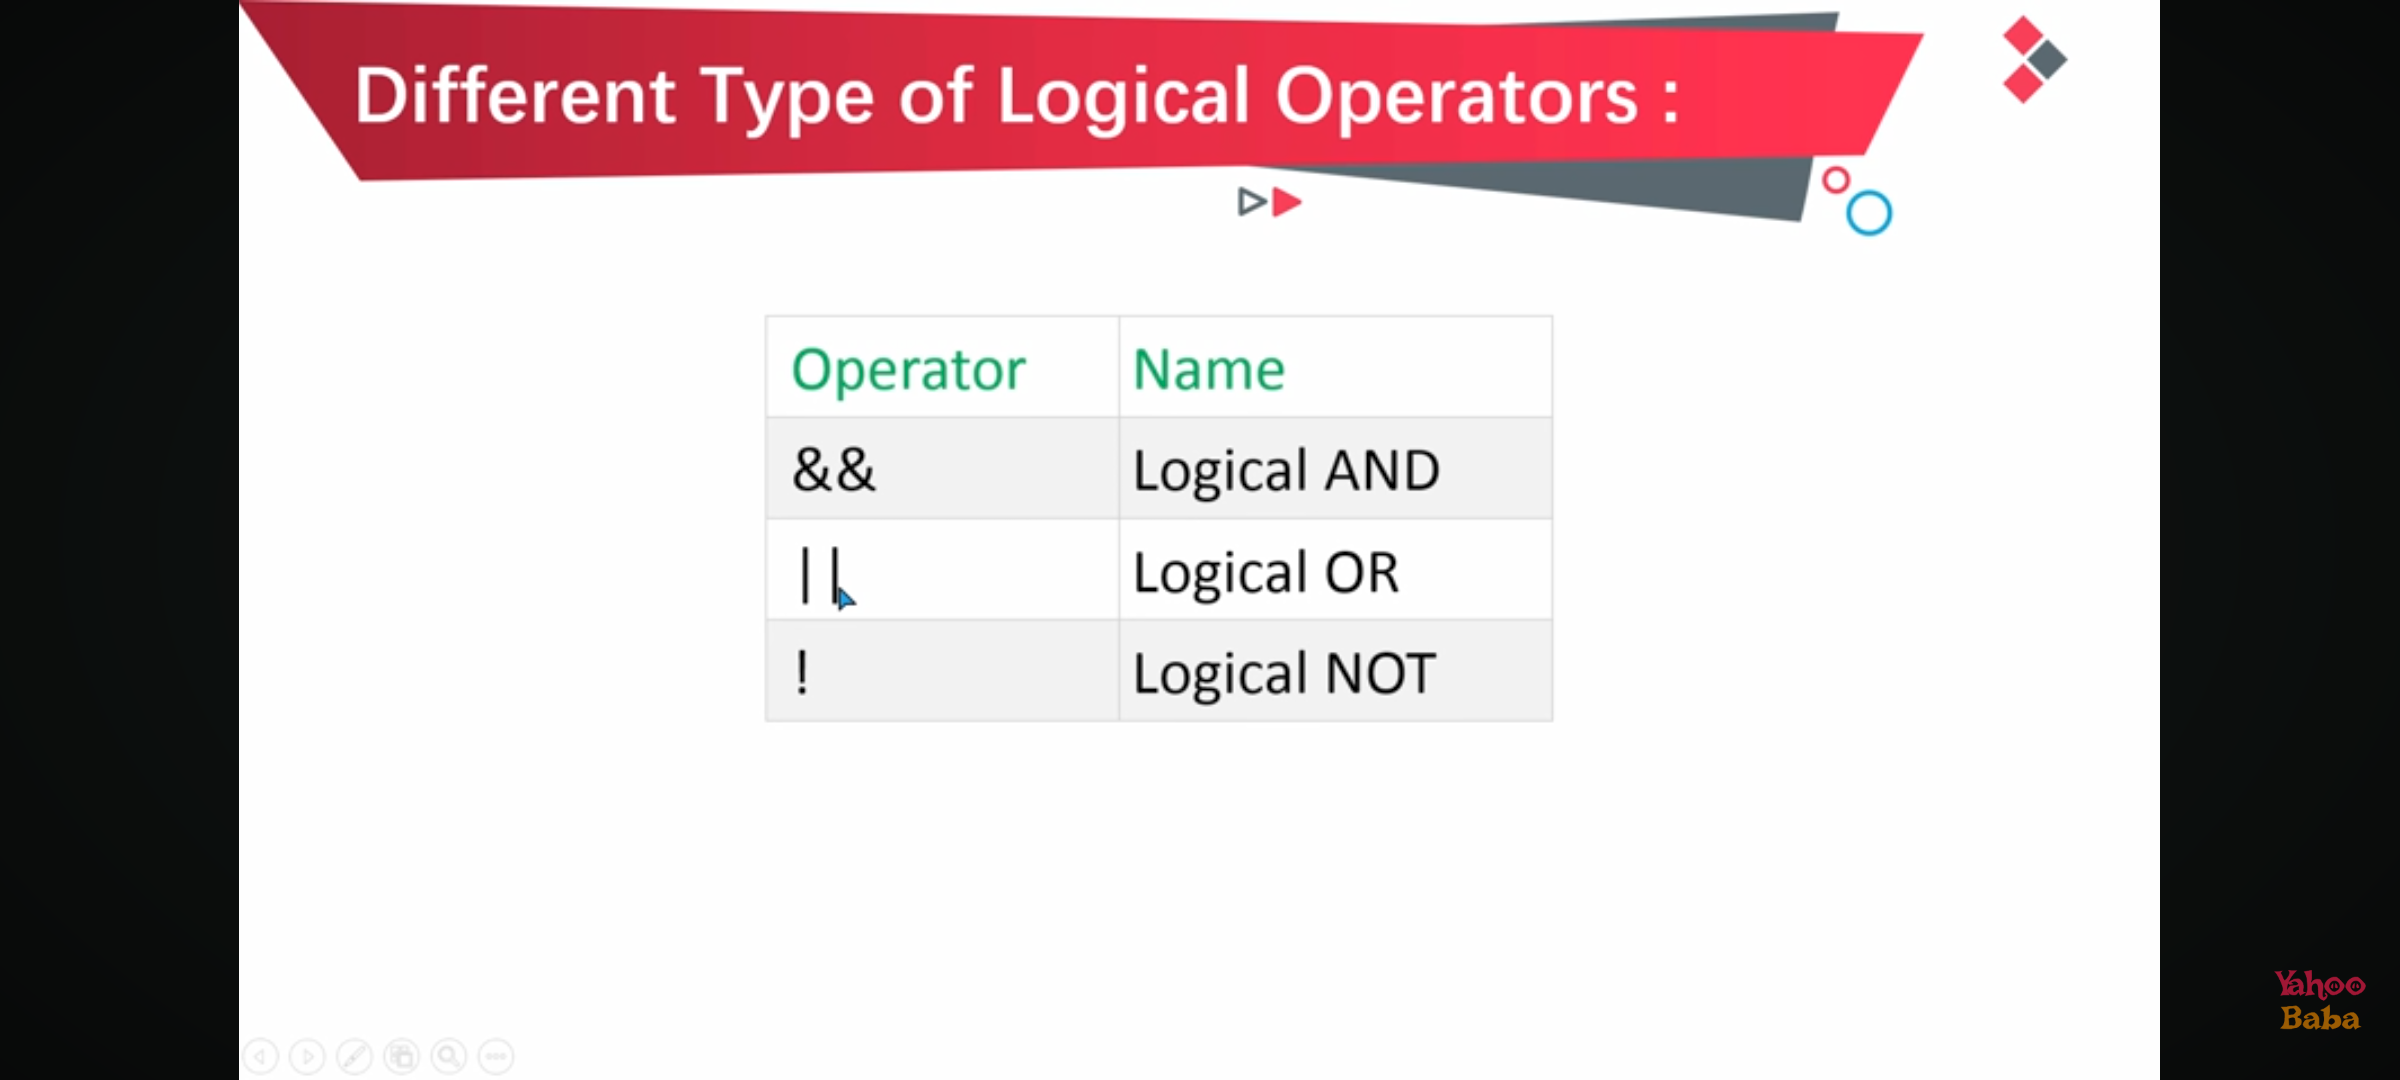 Different Type of Logical Operators :
Operator Name
&& Logical AND
|| Logical OR
! Logical NOT
Yahoo
Baba